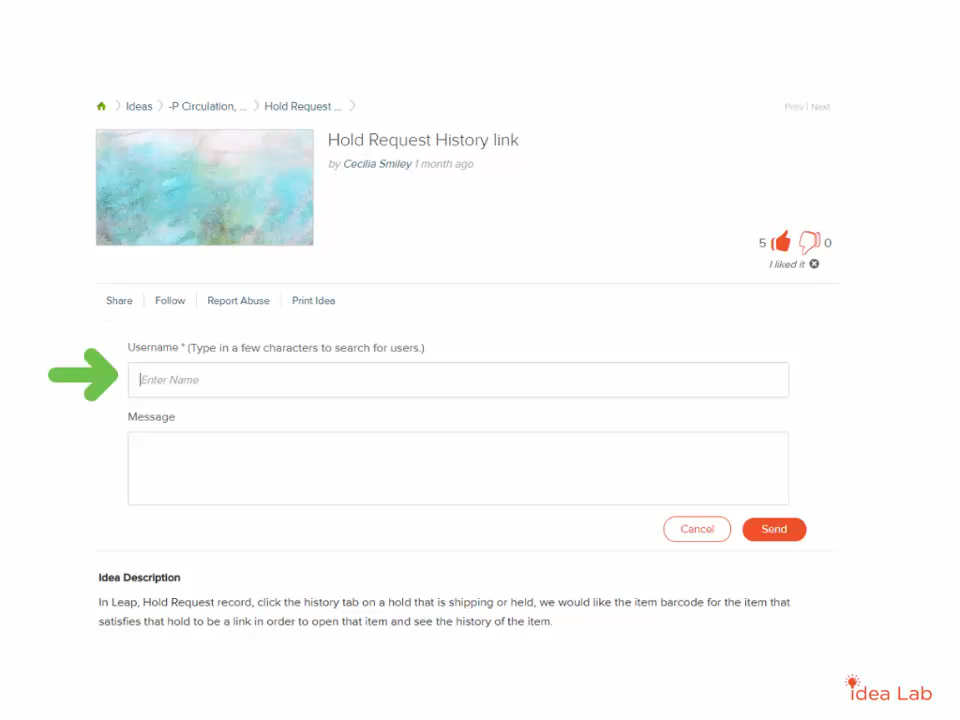 Ideas -P Circulation, ... Hold Request ...
Prev | Next
Hold Request History link
by Cecilia Smiley 1 month ago
5 0
I liked it
Share Follow Report Abuse Print Idea
Username * (Type in a few characters to search for users.)
Enter Name
Message
Cancel Send
Idea Description
In Leap, Hold Request record, click the history tab on a hold that is shipping or held, we would like the item barcode for the item that
satisfies that hold to be a link in order to open that item and see the history of the item.
idea Lab